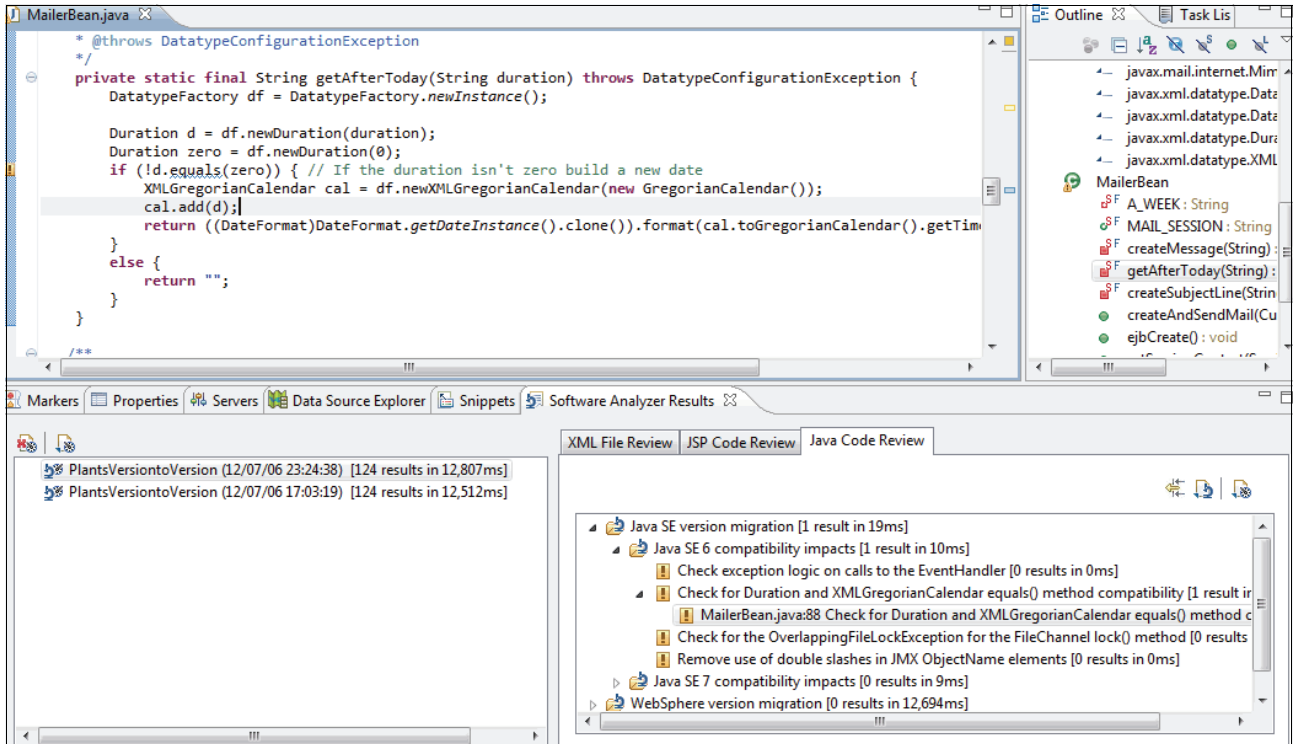 MailerBean.java
* @throws DatatypeConfigurationException
*/
private static final String getAfterToday(String duration) throws DatatypeConfigurationException {
DatatypeFactory df = DatatypeFactory.newInstance();
Duration d = df.newDuration(duration);
Duration zero = df.newDuration(0);
if (!d.equals(zero)) { // If the duration isn't zero build a new date
XMLGregorianCalendar cal = df.newXMLGregorianCalendar(new GregorianCalendar());
cal.add(d);
return ((DateFormat)DateFormat.getDateInstance().clone()).format(cal.toGregorianCalendar().getTim
}
else {
return "";
}
}
/**
Outline
Task Lis
javax.mail.internet.Mim
javax.xml.datatype.Data
javax.xml.datatype.Data
javax.xml.datatype.Dura
javax.xml.datatype.XML
MailerBean
A_WEEK : String
MAIL_SESSION : String
createMessage(String) :
getAfterToday(String) :
createSubjectLine(Strin
createAndSendMail(Cu
ejbCreate() : void
Markers Properties Servers Data Source Explorer Snippets Software Analyzer Results
PlantsVersiontoVersion (12/07/06 23:24:38) [124 results in 12,807ms]
PlantsVersiontoVersion (12/07/06 17:03:19) [124 results in 12,512ms]
XML File Review JSP Code Review Java Code Review
Java SE version migration [1 result in 19ms]
Java SE 6 compatibility impacts [1 result in 10ms]
Check exception logic on calls to the EventHandler [0 results in 0ms]
Check for Duration and XMLGregorianCalendar equals() method compatibility [1 result ir
MailerBean.java:88 Check for Duration and XMLGregorianCalendar equals() method c
Check for the OverlappingFileLockException for the FileChannel lock() method [0 results
Remove use of double slashes in JMX ObjectName elements [0 results in 0ms]
Java SE 7 compatibility impacts [0 results in 9ms]
WebSphere version migration [0 results in 12,694ms]